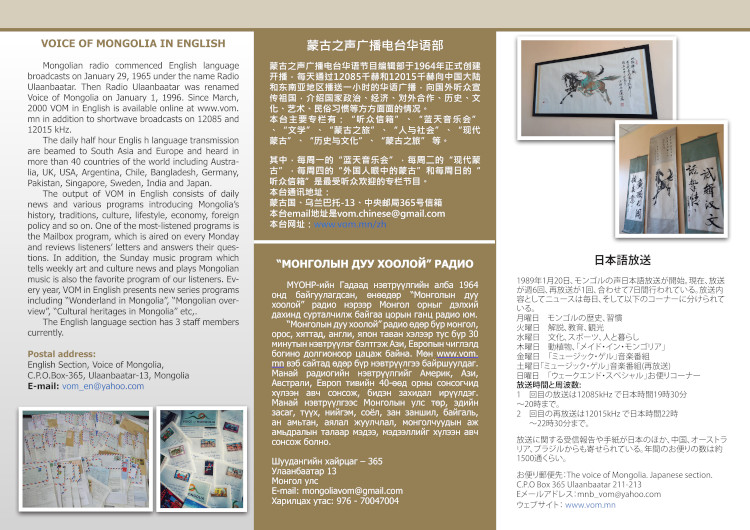 VOICE OF MONGOLIA IN ENGLISH
Mongolian radio commenced English language
broadcasts on January 29, 1965 under the name Radio
Ulaanbaatar. Then Radio Ulaanbaatar was renamed
Voice of Mongolia on January 1, 1996. Since March,
2000 VOM in English is available online at www.vom.
mn in addition to shortwave broadcasts on 12085 and
12015 kHz.
The daily half hour Englis h language transmission
are beamed to South Asia and Europe and heard in
more than 40 countries of the world including Austra-
lia, UK, USA, Argentina, Chile, Bangladesh, Germany,
Pakistan, Singapore, Sweden, India and Japan.
The output of VOM in English consists of daily
news and various programs introducing Mongolia's
history, traditions, culture, lifestyle, economy, foreign
policy and so on. One of the most-listened programs is
the Mailbox program, which is aired on every Monday
and reviews listeners' letters and answers their ques-
tions. In addition, the Sunday music program which
tells weekly art and culture news and plays Mongolian
music is also the favorite program of our listeners. Ev-
ery year, VOM in English presents new series programs
including "Wonderland in Mongolia", "Mongolian over-
view", "Cultural heritages in Mongolia" etc,.
The English language section has 3 staff members
currently.
Postal address:
English Section, Voice of Mongolia,
C.P.O.Box-365, Ulaanbaatar-13, Mongolia
E-mail: vom_en@yahoo.com
蒙古之声广播电台华语部
蒙古之声广播电台华语节目编辑部于1964年正式创建
开播。每天通过12085千赫和12015千赫向中国大陆
和东南亚地区播送一小时的华语广播。向国外听众宣
传祖国，介绍国家政治、经济、对外合作、历史、文
化、艺术、民俗习惯等方方面面的情况。
本台主要专栏有："听众信箱"、"蓝天音乐会"
、"文学"、"蒙古之旅"、"人与社会"、"现代
蒙古"、"历史与文化"、"蒙古之旅" 等。
其中，每周一的"蓝天音乐会"，每周二的"现代蒙
古"，每周四的"外国人眼中的蒙古"和每周日的"
听众信箱"是最受听众欢迎的专栏节目。
本台通讯地址：
蒙古国、乌兰巴托-13、中央邮局365号信箱
本台email地址是vom.chinese@gmail.com
本台网址：www.vom.mn/zh
"МОНГОЛЫН ДУУ ХООЛОЙ" РАДИО
МҮОНР-ийн Гадаад нэвтрүүлгийн алба 1964
онд байгуулагдсан, өнөөдөр "Монголын дуу
хоолой" радио нэрээр Монгол орныг дэлхий
дахинд сурталчилж байгаа цорын ганц радио юм.
"Монголын дуу хоолой" радио өдөр бүр монгол,
орос, хяттад, англи, япон таван хэлээр тус бүр 30
минутын нэвтрүүлэг бэлтгэж Ази, Европын чиглэлд
богино долгионоор цацаж байна. Мөн www.vom.
mn вэб сайтад өдөр бүр нэвтрүүлгээ байршуулдаг.
Манай радиогийн нэвтрүүлгийг Америк, Ази,
Австрали, Европ тивийн 40-өөд орны сонсогчид
хүлээн авч сонсож, бидэн захидал ирүүлдэг.
Манай нэвтрүүлгээс Монголын улс төр, эдийн
засаг, түүх, нийгэм, соёл, зан заншил, байгаль,
ан амьтан, аялал жуулчлал, монголчуудын аж
амьдралын талаар мэдээ, мэдээллийг хүлээн авч
сонсож болно.
Шуудангийн хайрцаг – 365
Улаанбаатар 13
Монгол улс
E-mail: mongoliavom@gmail.com
Харилцах утас: 976 - 70047004
日本語放送
1989年1月20日、モンゴルの声日本語放送が開始。現在、放送
が週6回、再放送が1回、合わせて7日間行われている。放送内
容としてニュースは毎日、そして以下のコーナーに分けられて
いる。
月曜日 モンゴルの歴史、習慣
火曜日 解説、教育、観光
水曜日 文化、スポーツ、人と暮らし
木曜日 動植物、「メイド・イン・モンゴリア」
金曜日 「ミュージック・ゲル」音楽番組
土曜日「ミュージック・ゲル」音楽番組(再放送)
日曜日 「ウェークエンド・スペシャル」お便りコーナー
放送時間と周波数:
1 回目の放送は12085kHz で日本時間19時30分
～20時まで。
2 回目の再放送は12015kHz で日本時間22時
～22時30分まで。
放送に関する受信報告や手紙が日本のほか、中国、オーストラ
リア、ブラジルからも寄せられている。年間のお便りの数は約
1500通くらい。
お便り郵便先：The voice of Mongolia. Japanese section.
C.P.O Box 365 Ulaanbaatar 211-213
Eメールアドレス：mnb_vom@yahoo.com
ウェブサイト： www.vom.mn